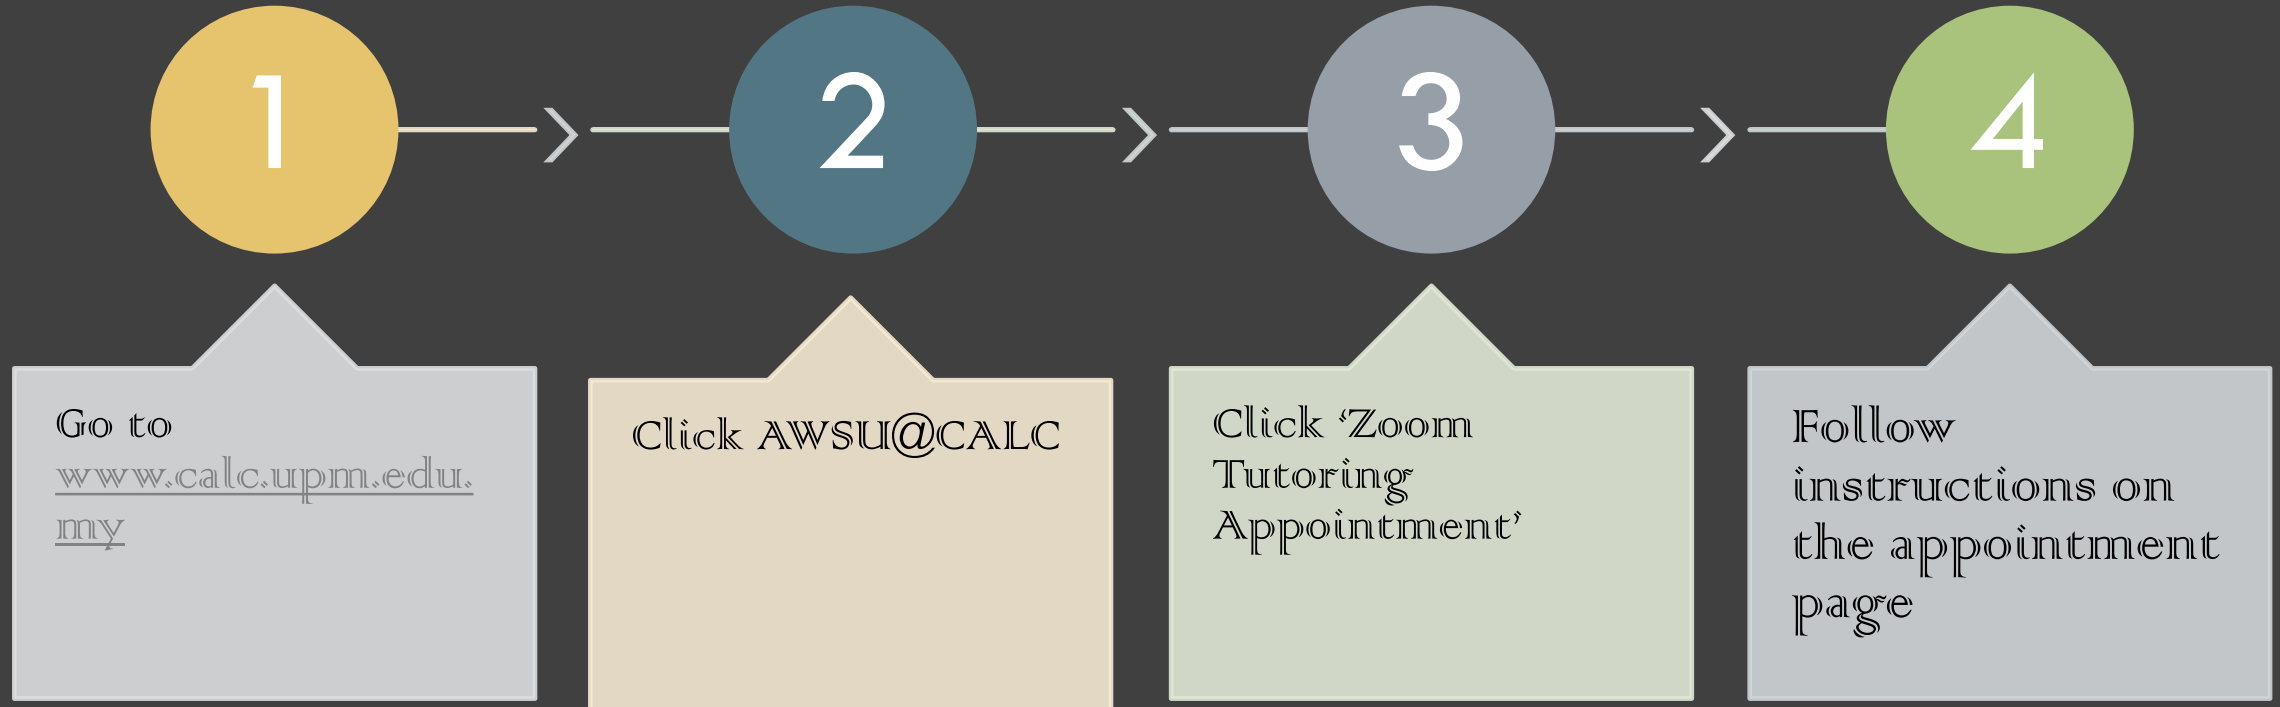 1
2
3
4
Go to
www.calc.upm.edu.
my
Click AWSU@CALC
Click ‘Zoom
Tutoring
Appointment’
Follow
instructions on
the appointment
page